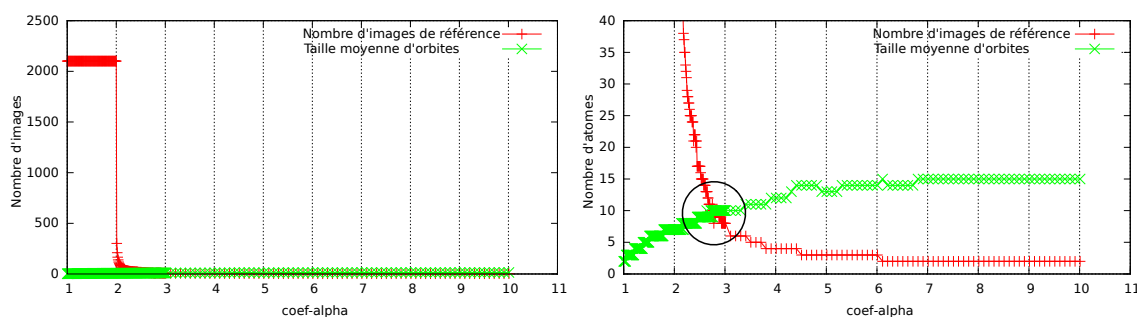 Nombre d'images de référence
Taille moyenne d'orbites
Nombre d'images
2500
2000
1500
1000
500
0
1 2 3 4 5 6 7 8 9 10 11
coef-alpha
Nombre d'images de référence
Taille moyenne d'orbites
Nombre d'atomes
40
35
30
25
20
15
10
5
0
1 2 3 4 5 6 7 8 9 10 11
coef-alpha